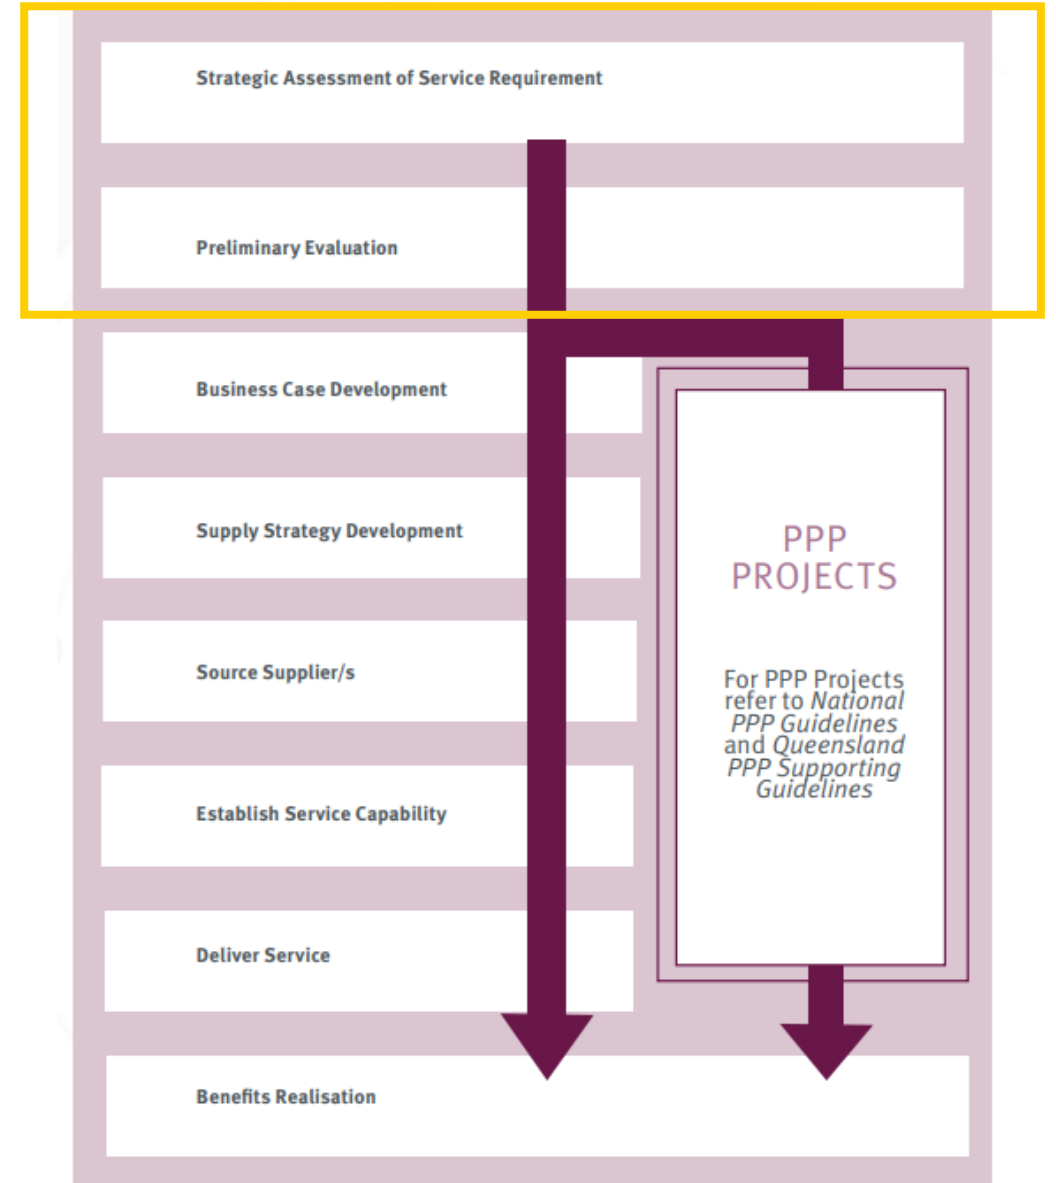 Strategic Assessment of Service Requirement
Preliminary Evaluation
Business Case Development
Supply Strategy Development
Source Supplier/s
Establish Service Capability
Deliver Service
Benefits Realisation
PPP
PROJECTS
For PPP Projects
refer to National
PPP Guidelines
and Queensland
PPP Supporting
Guidelines